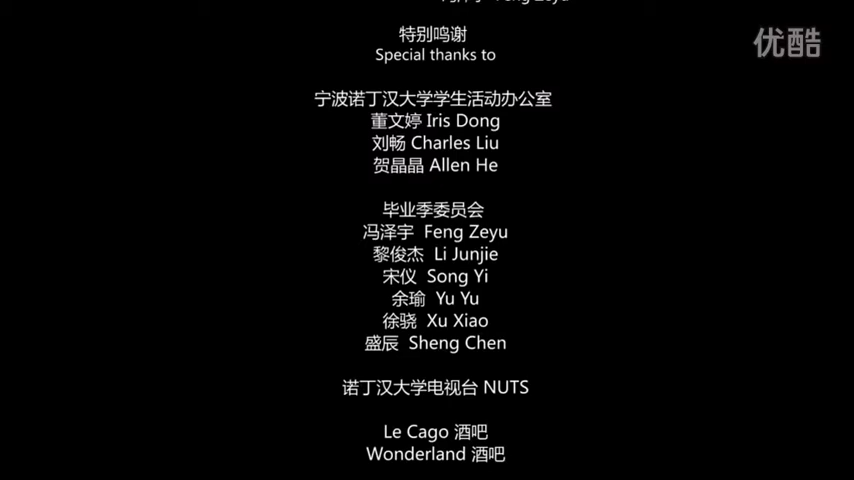 特别鸣谢
Special thanks to
优酷
宁波诺丁汉大学学生活动办公室
董文婷 Iris Dong
刘畅 Charles Liu
贺晶晶 Allen He
毕业季委员会
冯泽宇 Feng Zeyu
黎俊杰 Li Junjie
宋仪 Song Yi
余瑜 Yu Yu
徐骁 Xu Xiao
盛辰 Sheng Chen
诺丁汉大学电视台 NUTS
Le Cago 酒吧
Wonderland 酒吧